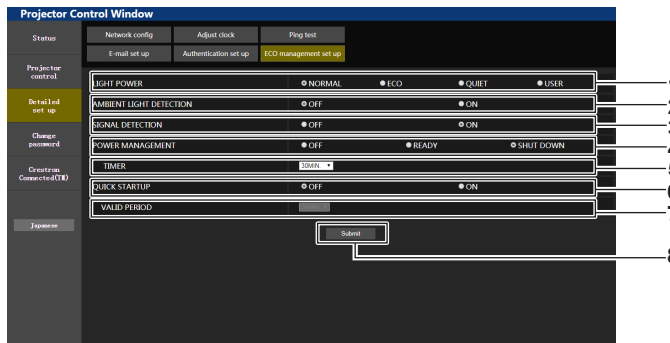 Projector Control Window
Status
Network config
Adjust clock
Ping test
E-mail set up
Authentication set up
ECO management set up
Projector
control
Detailed
set up
Change
password
Crestron
Connected(TM)
Japanese
LIGHT POWER NORMAL ECO QUIET USER
AMBIENT LIGHT DETECTION OFF ON
SIGNAL DETECTION OFF ON
POWER MANAGEMENT OFF READY SHUT DOWN
TIMER 30MIN.
QUICK STARTUP OFF ON
VALID PERIOD
Submit